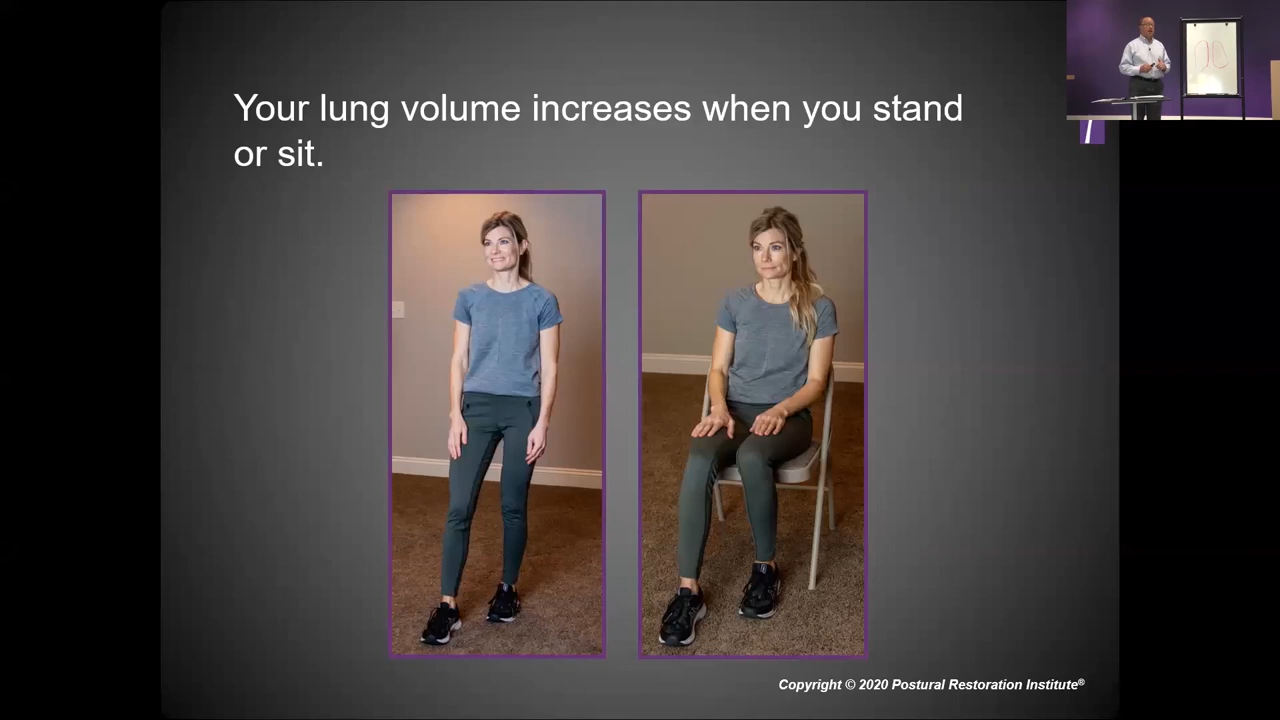 Your lung volume increases when you stand
or sit.
Copyright © 2020 Postural Restoration Institute®